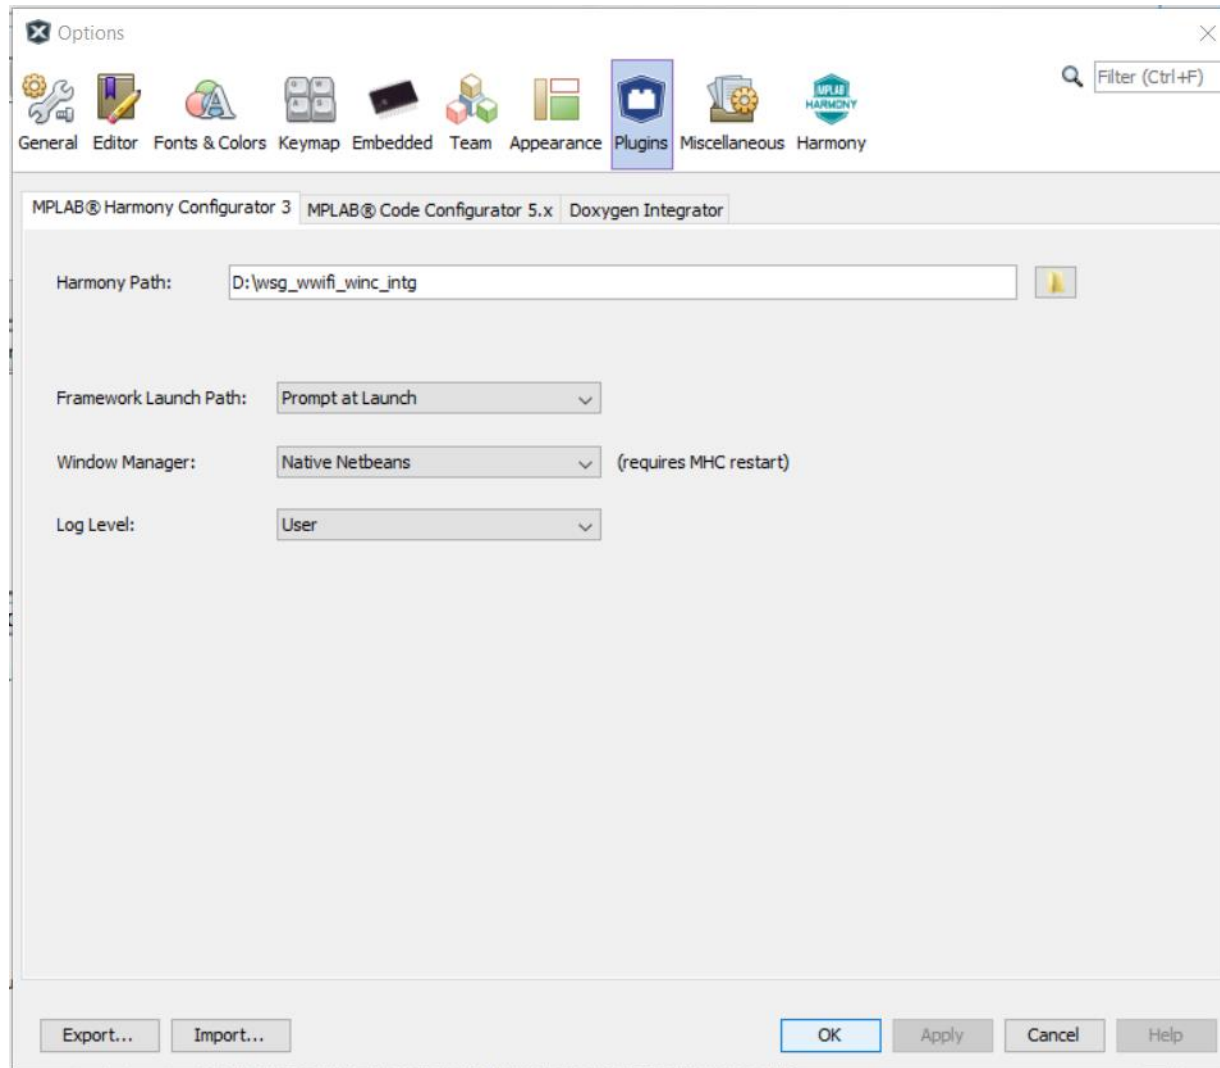 Options
Filter (Ctrl+F)
MPLAB
HARMONY
General Editor Fonts & Colors Keymap Embedded Team Appearance Plugins Miscellaneous Harmony
MPLAB® Harmony Configurator 3 MPLAB® Code Configurator 5.x Doxygen Integrator
Harmony Path: D:\wsg_wwifi_winc_intg
Framework Launch Path: Prompt at Launch
Window Manager: Native Netbeans (requires MHC restart)
Log Level: User
Export... Import... OK Apply Cancel Help